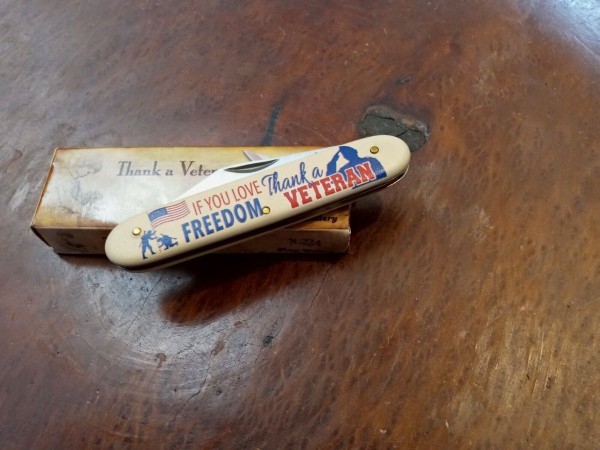 Thank a Veter
IF YOU LOVE
FREEDOM
Thank a
VETERAN